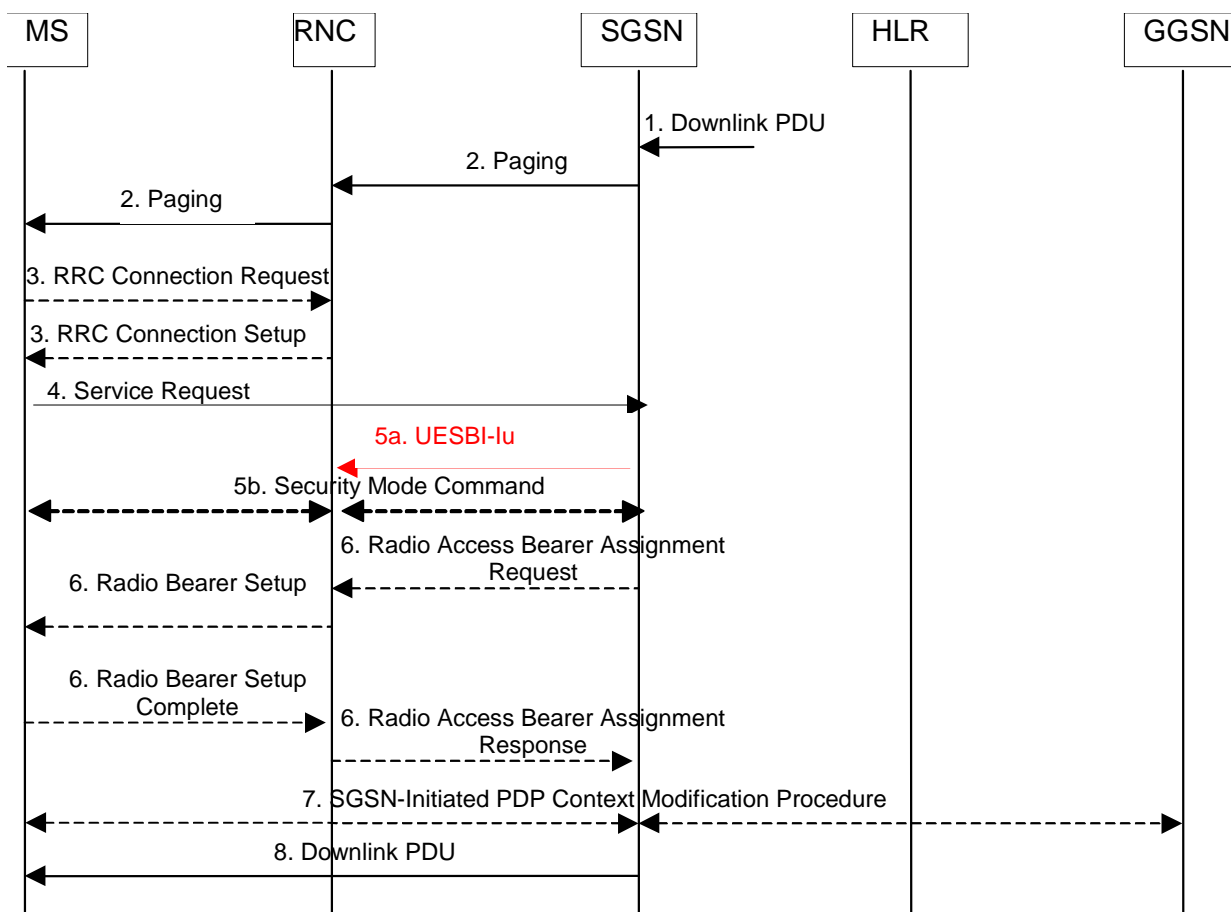 MS
RNC
SGSN
HLR
GGSN
1. Downlink PDU
2. Paging
2. Paging
3. RRC Connection Request
3. RRC Connection Setup
4. Service Request
5a. UESBI-Iu
5b. Security Mode Command
6. Radio Access Bearer Assignment
Request
6. Radio Bearer Setup
6. Radio Bearer Setup
Complete
6. Radio Access Bearer Assignment
Response
7. SGSN-Initiated PDP Context Modification Procedure
8. Downlink PDU